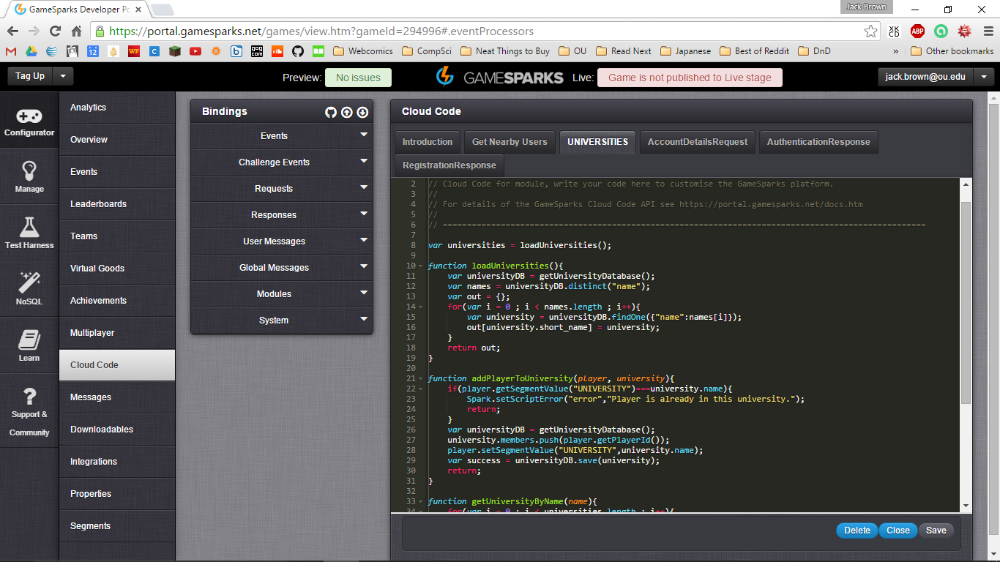 Jack Brown
GameSparks Developer Po
https://portal.gamesparks.net/games/view.htm?gameId=294996#.eventProcessors
XK
CD
ABP
12
WF
C
b
Webcomics
CompSci
Neat Things to Buy
OU
Read Next
Japanese
Best of Reddit
DnD
»
Other bookmarks
Tag Up
Preview:
No issues
GAMESPARKS
Live:
Game is not published to Live stage
jack.brown@ou.edu
Configurator
Manage
Test Harness
NoSQL
Learn
Support &
Community
Analytics
Overview
Events
Leaderboards
Teams
Virtual Goods
Achievements
Multiplayer
Cloud Code
Messages
Downloadables
Integrations
Properties
Segments
Bindings
Events
Challenge Events
Requests
Responses
User Messages
Global Messages
Modules
System
Cloud Code
Introduction
Get Nearby Users
UNIVERSITIES
AccountDetailsRequest
AuthenticationResponse
RegistrationResponse
2 // Cloud Code for module, write your code here to customise the GameSparks platform.
3 //
4 // For details of the GameSparks Cloud Code API see https://portal.gamesparks.net/docs.htm
5 //
6 // ====================================================================================================
7
8 var universities = loadUniversities();
9
10 function loadUniversities(){
11 var universityDB = getUniversityDatabase();
12 var names = universityDB.distinct("name");
13 var out = {};
14 for(var i = 0 ; i < names.length ; i++){
15 var university = universityDB.findOne({"name":names[i]});
16 out[university.short_name] = university;
17 }
18 return out;
19 }
20
21 function addPlayerToUniversity(player, university){
22 if(player.getSegmentValue("UNIVERSITY")===university.name){
23 Spark.setScriptError("error","Player is already in this university.");
24 return;
25 }
26 var universityDB = getUniversityDatabase();
27 university.members.push(player.getPlayerId());
28 player.setSegmentValue("UNIVERSITY",university.name);
29 var success = universityDB.save(university);
30 return;
31 }
32
33 function getUniversityByName(name){
34 for(var i = 0 ; i < universities.length ; i++){
Delete
Close
Save